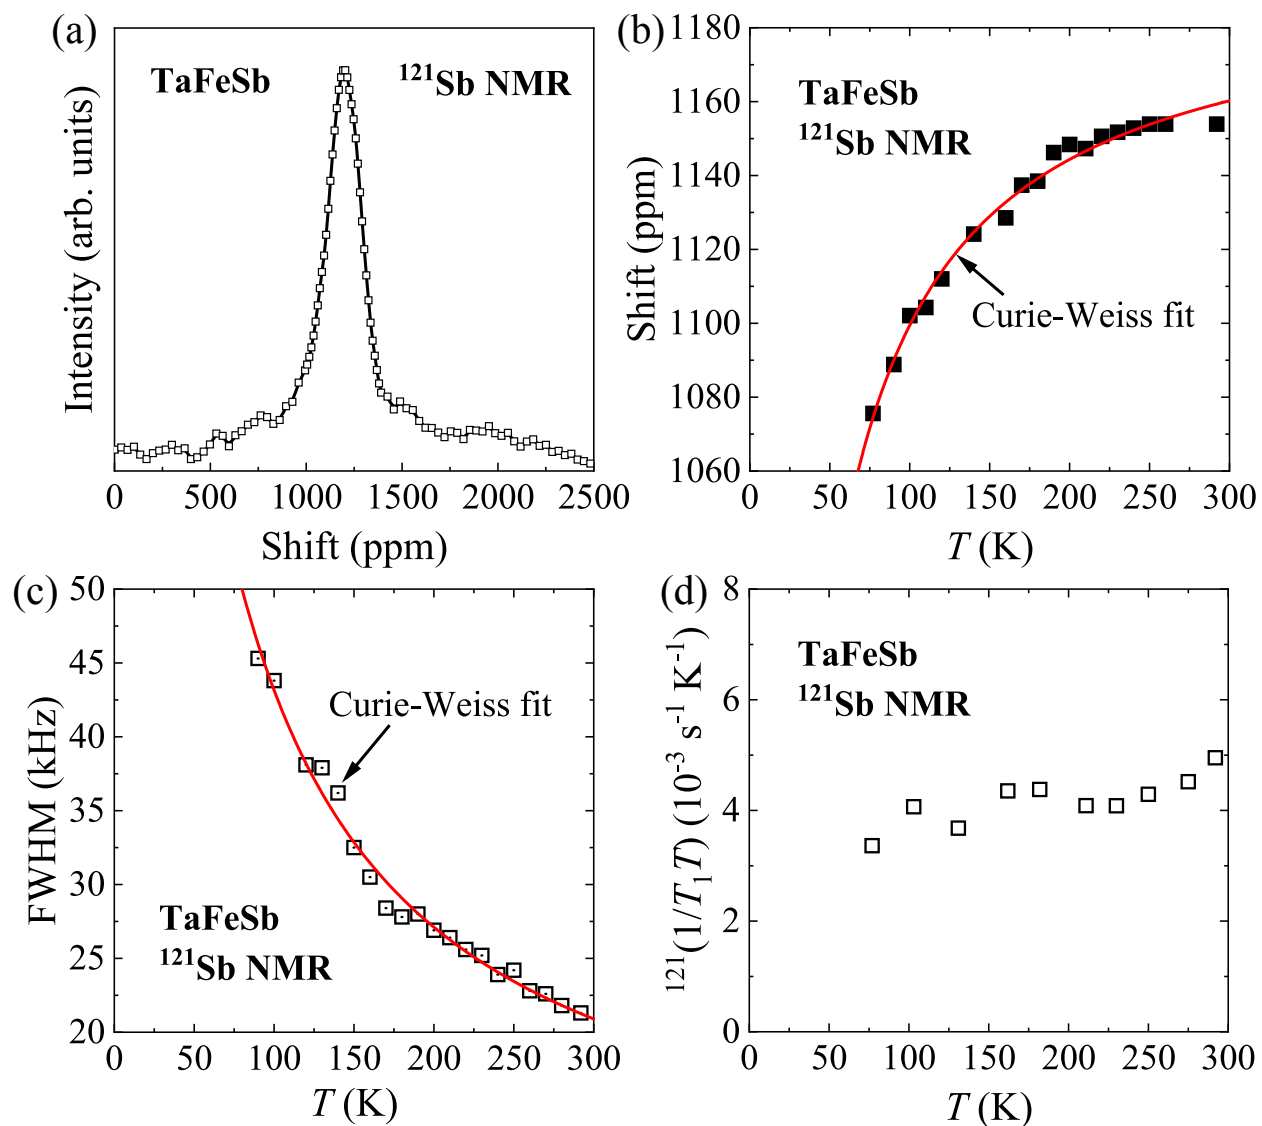 (a)
TaFeSb
¹²¹Sb NMR
Intensity (arb. units)
0 500 1000 1500 2000 2500
Shift (ppm)
(b)
1180
1160
1140
1120
1100
1080
1060
Shift (ppm)
TaFeSb
¹²¹Sb NMR
Curie-Weiss fit
0 50 100 150 200 250 300
T (K)
(c)
50
45
40
35
30
25
20
FWHM (kHz)
Curie-Weiss fit
TaFeSb
¹²¹Sb NMR
0 50 100 150 200 250 300
T (K)
(d)
8
6
4
2
0
¹²¹(1/T₁T) (10⁻³ s⁻¹ K⁻¹)
TaFeSb
¹²¹Sb NMR
0 50 100 150 200 250 300
T (K)